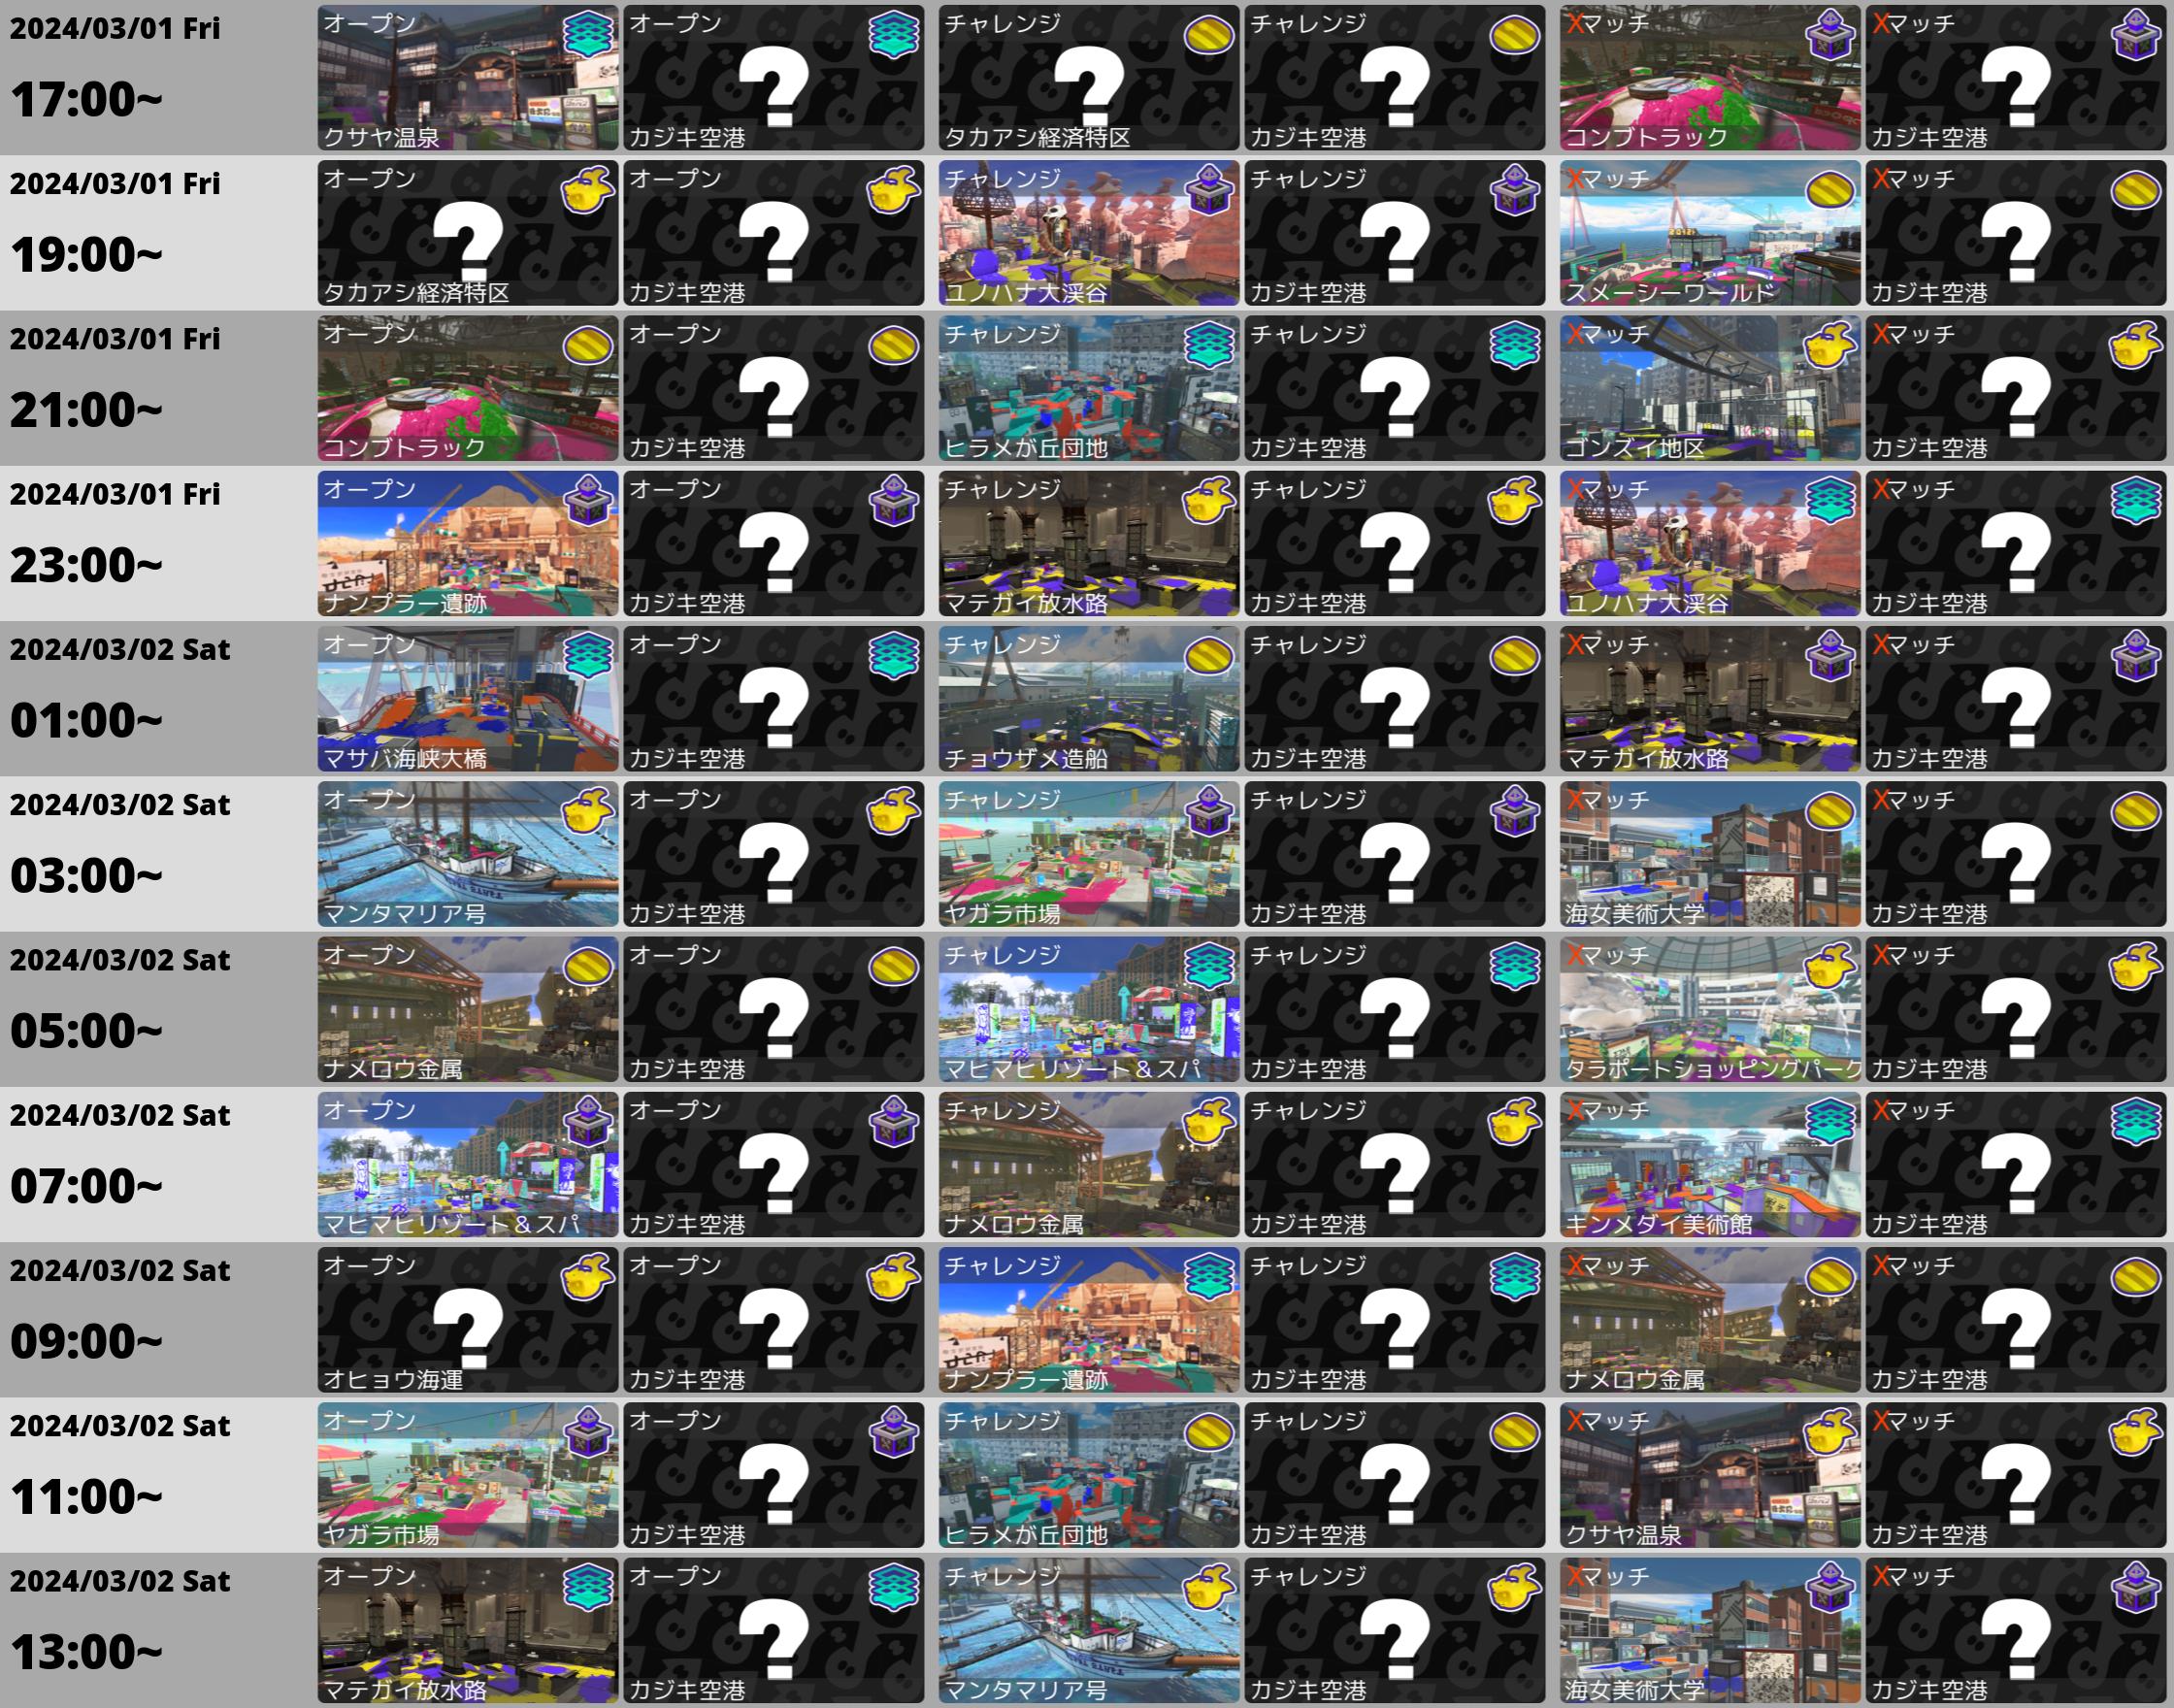 2024/03/01 Fri
17:00~
オープン
クサヤ温泉
オープン
カジキ空港
チャレンジ
タカアシ経済特区
チャレンジ
カジキ空港
Xマッチ
コンブトラック
Xマッチ
カジキ空港
2024/03/01 Fri
19:00~
オープン
タカアシ経済特区
オープン
カジキ空港
チャレンジ
ユノハナ大渓谷
チャレンジ
カジキ空港
Xマッチ
スメーシーワールド
Xマッチ
カジキ空港
2024/03/01 Fri
21:00~
オープン
コンブトラック
オープン
カジキ空港
チャレンジ
ヒラメが丘団地
チャレンジ
カジキ空港
Xマッチ
ゴンズイ地区
Xマッチ
カジキ空港
2024/03/01 Fri
23:00~
オープン
ナンプラー遺跡
オープン
カジキ空港
チャレンジ
マテガイ放水路
チャレンジ
カジキ空港
Xマッチ
ユノハナ大渓谷
Xマッチ
カジキ空港
2024/03/02 Sat
01:00~
オープン
マサバ海峡大橋
オープン
カジキ空港
チャレンジ
チョウザメ造船
チャレンジ
カジキ空港
Xマッチ
マテガイ放水路
Xマッチ
カジキ空港
2024/03/02 Sat
03:00~
オープン
マンタマリア号
オープン
カジキ空港
チャレンジ
ヤガラ市場
チャレンジ
カジキ空港
Xマッチ
海女美術大学
Xマッチ
カジキ空港
2024/03/02 Sat
05:00~
オープン
ナメロウ金属
オープン
カジキ空港
チャレンジ
マヒマヒリゾート＆スパ
チャレンジ
カジキ空港
Xマッチ
タラポートショッピングパーク
Xマッチ
カジキ空港
2024/03/02 Sat
07:00~
オープン
マヒマヒリゾート＆スパ
オープン
カジキ空港
チャレンジ
ナメロウ金属
チャレンジ
カジキ空港
Xマッチ
キンメダイ美術館
Xマッチ
カジキ空港
2024/03/02 Sat
09:00~
オープン
オヒョウ海運
オープン
カジキ空港
チャレンジ
ナンプラー遺跡
チャレンジ
カジキ空港
Xマッチ
ナメロウ金属
Xマッチ
カジキ空港
2024/03/02 Sat
11:00~
オープン
ヤガラ市場
オープン
カジキ空港
チャレンジ
ヒラメが丘団地
チャレンジ
カジキ空港
Xマッチ
クサヤ温泉
Xマッチ
カジキ空港
2024/03/02 Sat
13:00~
オープン
マテガイ放水路
オープン
カジキ空港
チャレンジ
マンタマリア号
チャレンジ
カジキ空港
Xマッチ
海女美術大学
Xマッチ
カジキ空港